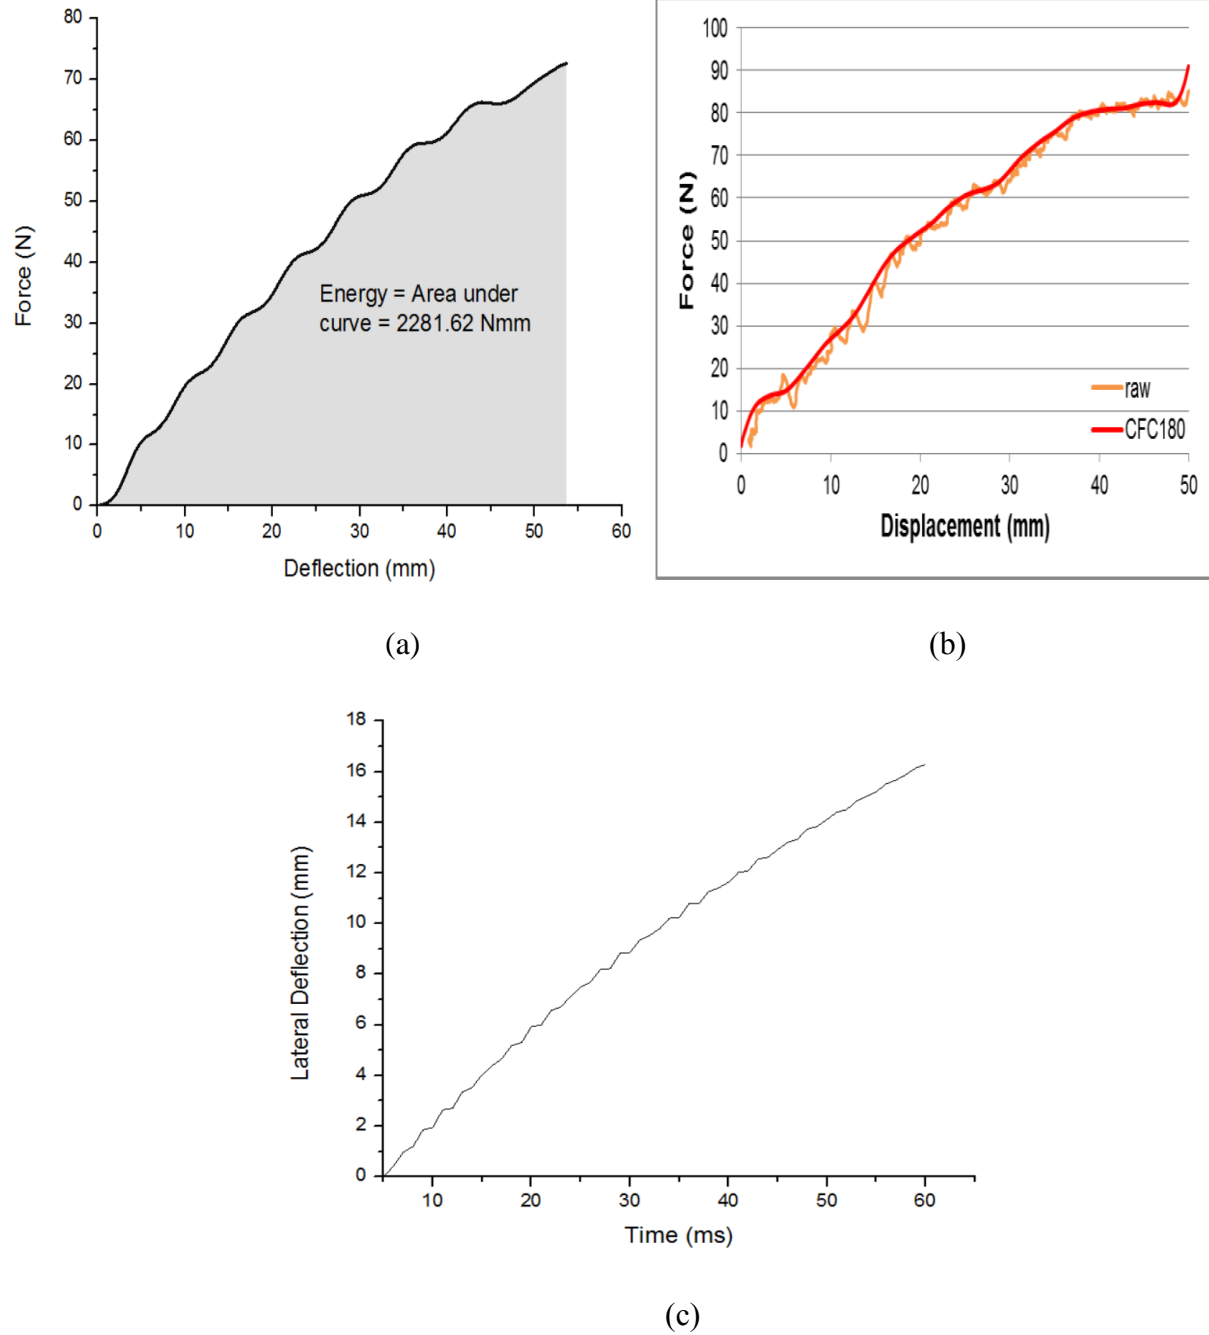 80
70
60
50
40
30
20
10
0
Force (N)
Energy = Area under
curve = 2281.62 Nmm
0 10 20 30 40 50 60
Deflection (mm)
(a)
100
90
80
70
60
50
40
30
20
10
0
Force (N)
raw
CFC180
0 10 20 30 40 50
Displacement (mm)
(b)
18
16
14
12
10
8
6
4
2
0
Lateral Deflection (mm)
10 20 30 40 50 60
Time (ms)
(c)